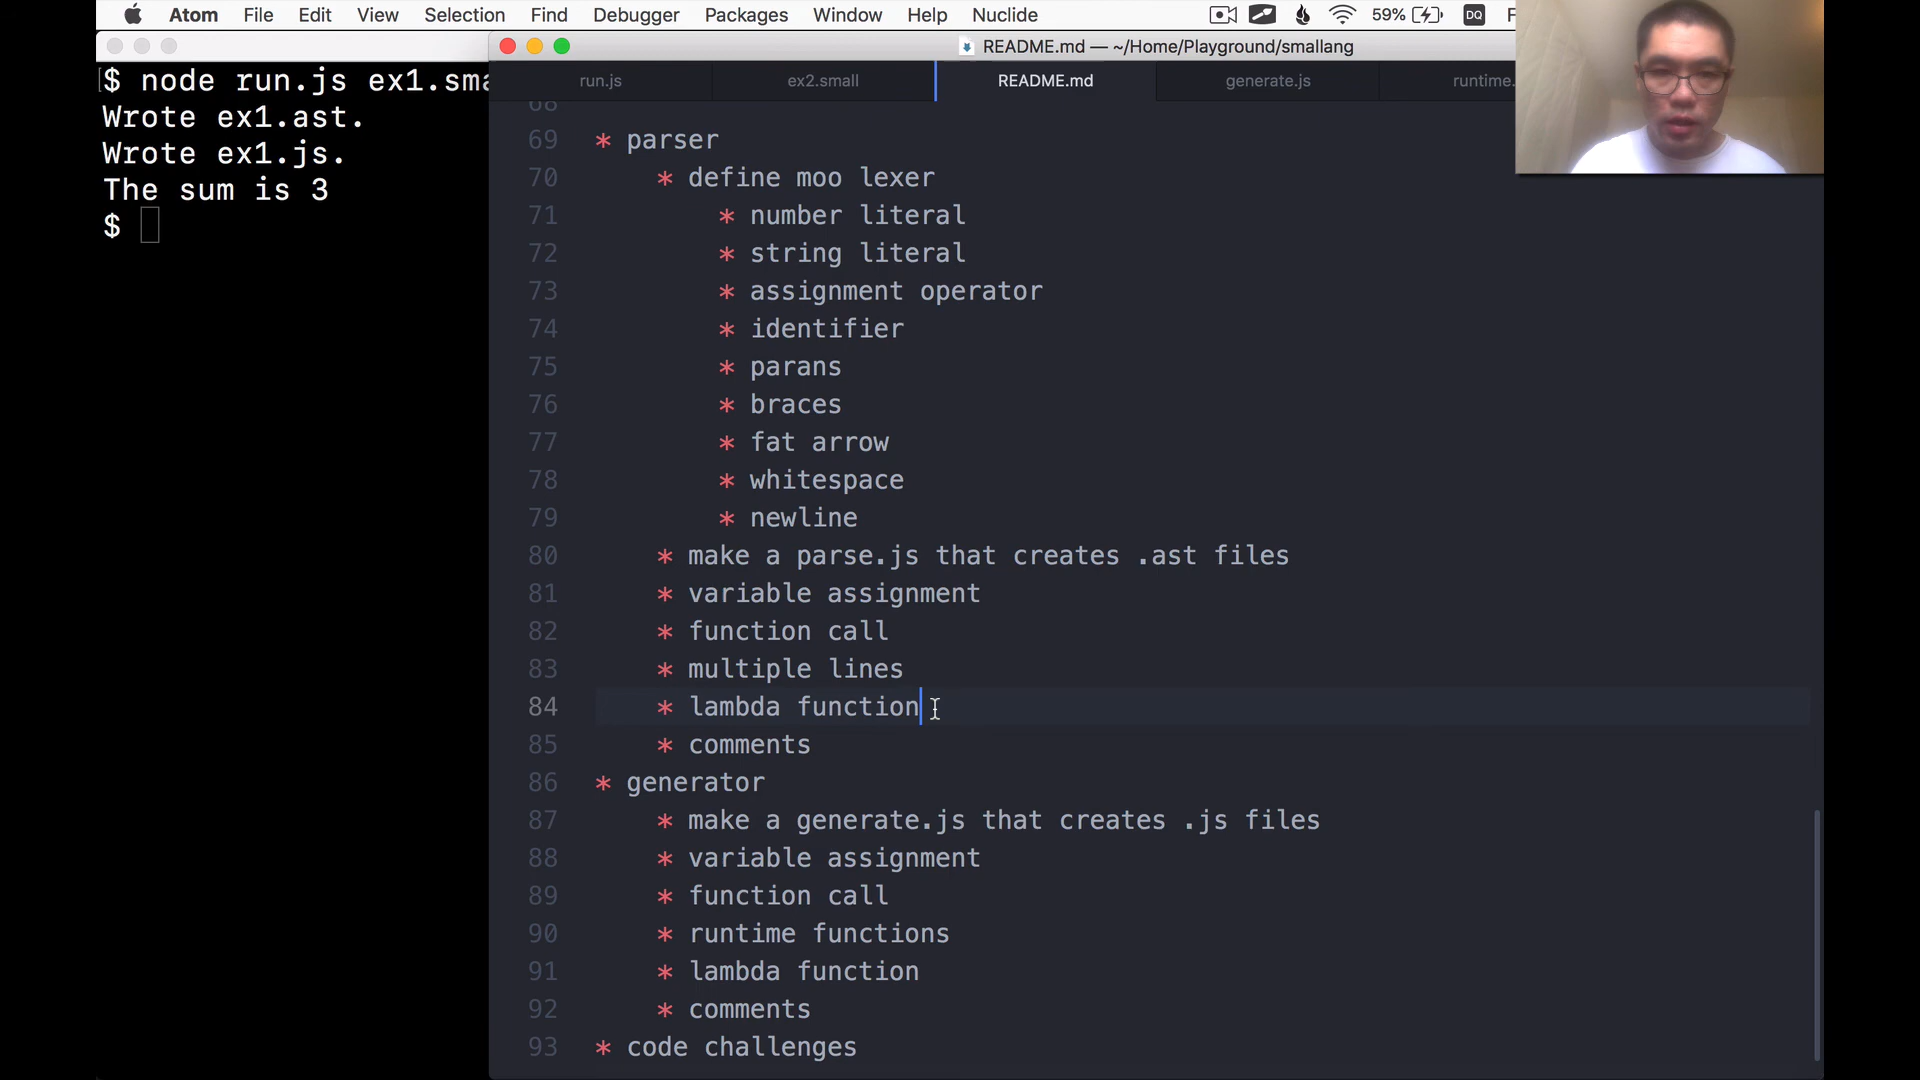 Atom File Edit View Selection Find Debugger Packages Window Help Nuclide 59% DQ
README.md — ~/Home/Playground/smallang
run.js ex2.small README.md generate.js runtime.
$ node run.js ex1.sma
Wrote ex1.ast.
Wrote ex1.js.
The sum is 3
$
68
69 * parser
70 * define moo lexer
71 * number literal
72 * string literal
73 * assignment operator
74 * identifier
75 * parans
76 * braces
77 * fat arrow
78 * whitespace
79 * newline
80 * make a parse.js that creates .ast files
81 * variable assignment
82 * function call
83 * multiple lines
84 * lambda function
85 * comments
86 * generator
87 * make a generate.js that creates .js files
88 * variable assignment
89 * function call
90 * runtime functions
91 * lambda function
92 * comments
93 * code challenges